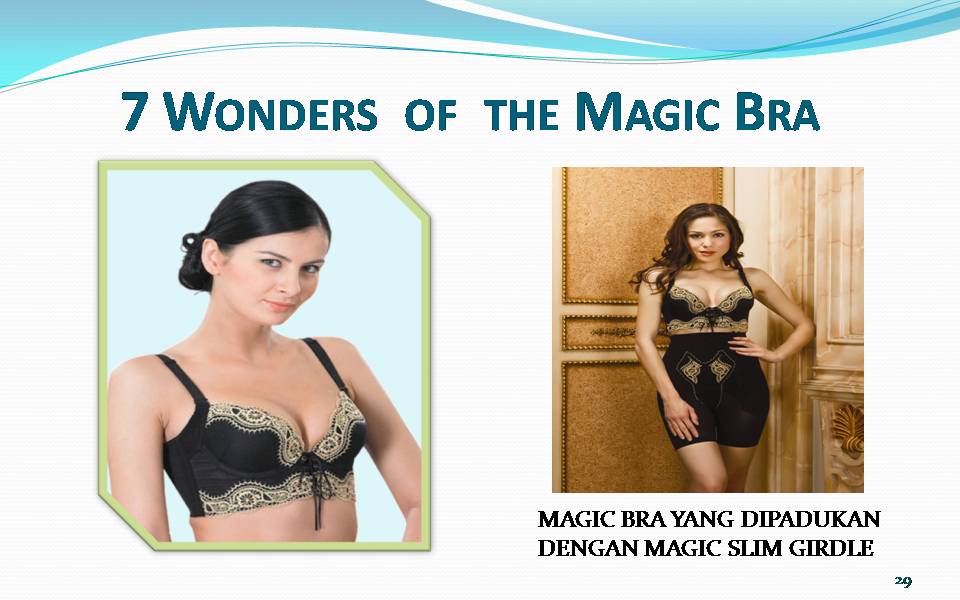 7 Wonders of the Magic Bra
MAGIC BRA YANG DIPADUKAN
DENGAN MAGIC SLIM GIRDLE
29